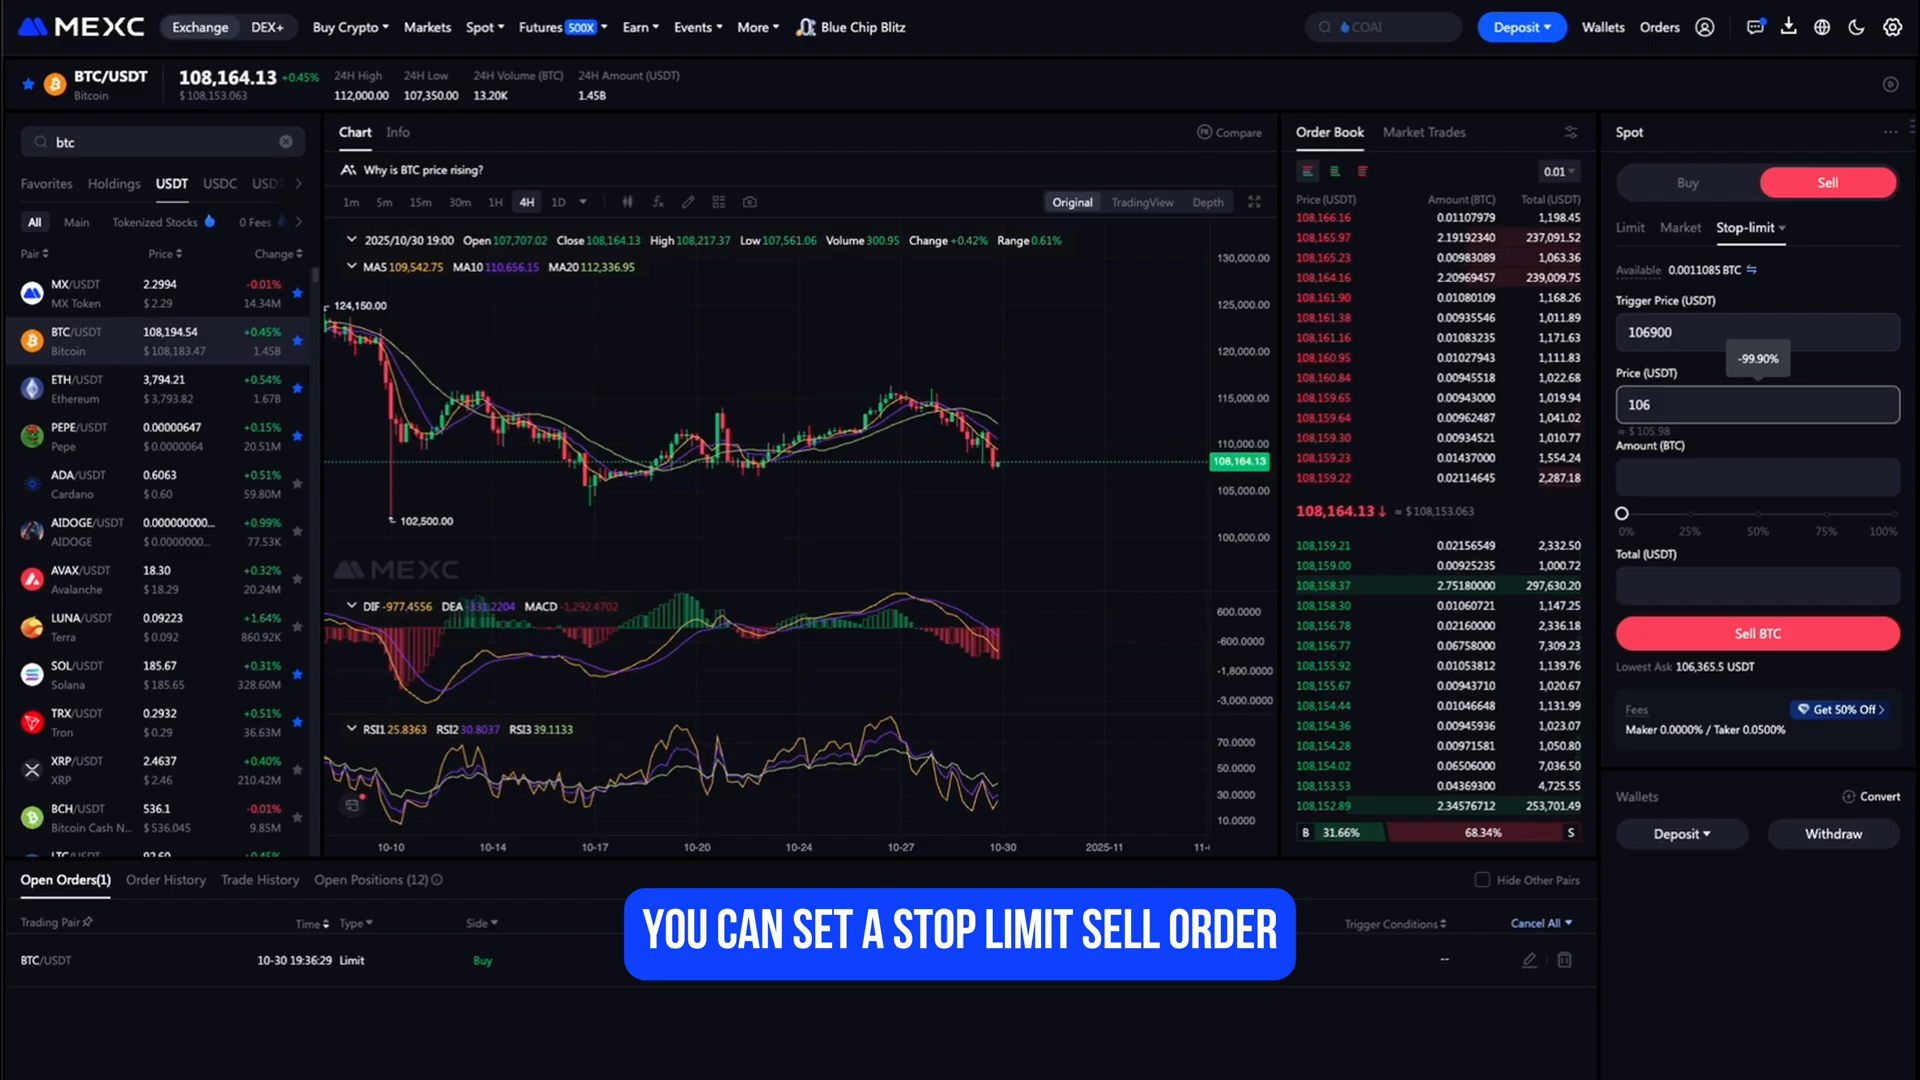 MEXC Exchange DEX+ Buy Crypto Markets Spot Futures 500X Earn Events More Blue Chip Blitz COAI Deposit Wallets Orders
BTC/USDT
Bitcoin
108,164.13 +0.45%
$ 108,153.063
24H High
112,000.00
24H Low
107,350.00
24H Volume (BTC)
13.20K
24H Amount (USDT)
1.45B
btc
Favorites Holdings USDT USDC
All Main Tokenized Stocks 0 Fees
Pair Price Change
MX/USDT 2.2994 -0.01%
MX Token $ 2.29 14.34M
BTC/USDT 108,194.54 +0.45%
Bitcoin $ 108,183.47 1.45B
ETH/USDT 3,794.21 +0.54%
Ethereum $ 3,793.82 1.67B
PEPE/USDT 0.00000647 +0.15%
Pepe $ 0.0000064 20.51M
ADA/USDT 0.6063 +0.51%
Cardano $ 0.60 59.80M
AIDOGE/USDT 0.000000000... +0.99%
AIDOGE $ 0.0000000... 77.53K
AVAX/USDT 18.30 +0.32%
Avalanche $ 18.29 20.24M
LUNA/USDT 0.09223 +1.64%
Terra $ 0.092 860.92K
SOL/USDT 185.67 +0.31%
Solana $ 185.65 328.60M
TRX/USDT 0.2932 +0.51%
Tron $ 0.29 36.63M
XRP/USDT 2.4637 +0.40%
XRP $ 2.46 210.42M
BCH/USDT 536.1 -0.01%
Bitcoin Cash N... $ 536.045 9.85M
Chart Info Compare
Why is BTC price rising?
1m 5m 15m 30m 1H 4H 1D Original TradingView Depth
2025/10/30 19:00 Open 107,707.02 Close 108,164.13 High 108,217.37 Low 107,561.06 Volume 300.95 Change +0.42% Range 0.61%
MA5 109,542.75 MA10 110,656.15 MA20 112,336.95
130,000.00
124,150.00
125,000.00
120,000.00
115,000.00
110,000.00
108,164.13
105,000.00
102,500.00
100,000.00
MEXC
DIF -977.4556 DEA -331.2204 MACD -1,292.4702
600.0000
-600.0000
-1,800.0000
-3,000.0000
RSI1 25.8363 RSI2 30.8037 RSI3 39.1133
70.0000
50.0000
30.0000
10.0000
10-10 10-14 10-17 10-20 10-24 10-27 10-30 2025-11
Order Book Market Trades
0.01
Price (USDT) Amount (BTC) Total (USDT)
108,166.16 0.01107979 1,198.45
108,165.97 2.19192340 237,091.52
108,165.23 0.00983089 1,063.36
108,164.16 2.20969457 239,009.75
108,161.90 0.01080109 1,168.26
108,161.38 0.00935546 1,011.89
108,161.16 0.01083235 1,171.63
108,160.95 0.01027943 1,111.83
108,160.84 0.00945518 1,022.68
108,159.65 0.00943000 1,019.94
108,159.64 0.00962487 1,041.02
108,159.30 0.00934521 1,010.77
108,159.23 0.01437000 1,554.24
108,159.22 0.02114645 2,287.18
108,164.13↓ ≈ $ 108,153.063
108,159.21 0.02156549 2,332.50
108,159.00 0.00925235 1,000.72
108,158.37 2.75180000 297,630.20
108,158.30 0.01060721 1,147.25
108,156.78 0.02160000 2,336.18
108,156.77 0.06758000 7,309.23
108,155.92 0.01053812 1,139.76
108,155.67 0.00943710 1,020.67
108,154.44 0.01046648 1,131.99
108,154.36 0.00945936 1,023.07
108,154.28 0.00971581 1,050.80
108,154.02 0.06506000 7,036.50
108,153.53 0.04369300 4,725.55
108,152.89 2.34576712 253,701.49
B 31.66% 68.34% S
Spot
Buy Sell
Limit Market Stop-limit
Available 0.0011085 BTC
Trigger Price (USDT)
106900
-99.90%
Price (USDT)
106
≈ $ 105.98
Amount (BTC)
0% 25% 50% 75% 100%
Total (USDT)
Sell BTC
Lowest Ask 106,365.5 USDT
Fees Get 50% Off
Maker 0.0000% / Taker 0.0500%
Wallets Convert
Deposit Withdraw
Open Orders(1) Order History Trade History Open Positions (12) Hide Other Pairs
Trading Pair Time Type Side Trigger Conditions Cancel All
BTC/USDT 10-30 19:36:29 Limit Buy --
YOU CAN SET A STOP LIMIT SELL ORDER